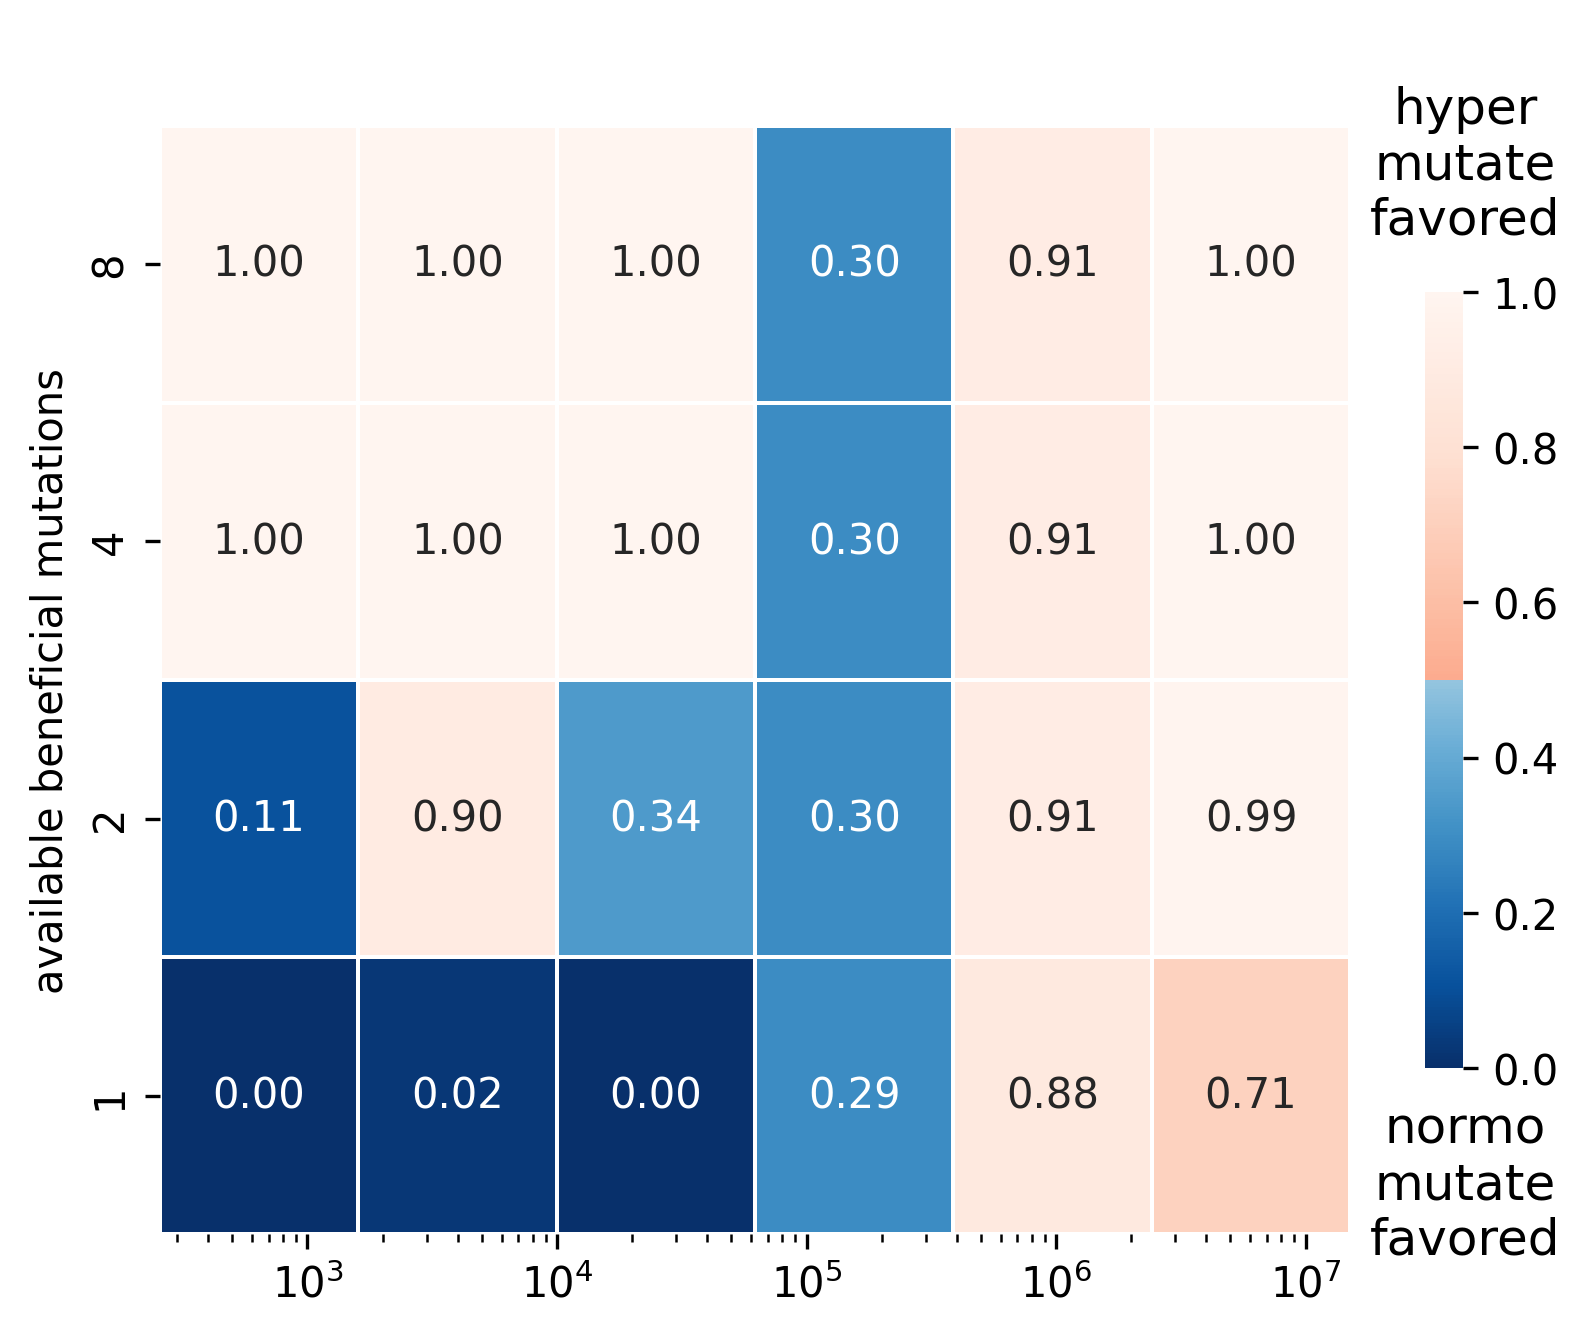 hyper
mutate
favored
available beneficial mutations
8
1.00 1.00 1.00 0.30 0.91 1.00
4
1.00 1.00 1.00 0.30 0.91 1.00
2
0.11 0.90 0.34 0.30 0.91 0.99
1
0.00 0.02 0.00 0.29 0.88 0.71
10³ 10⁴ 10⁵ 10⁶ 10⁷
1.0
0.8
0.6
0.4
0.2
0.0
normo
mutate
favored